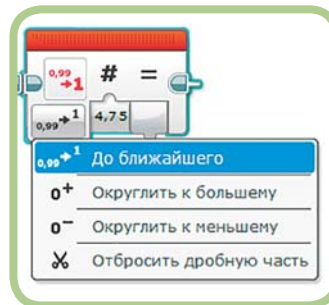 0,99→1 # =
0,99→1 4,75
0,99→1 До ближайшего
0+ Округлить к большему
0− Округлить к меньшему
Отбросить дробную часть